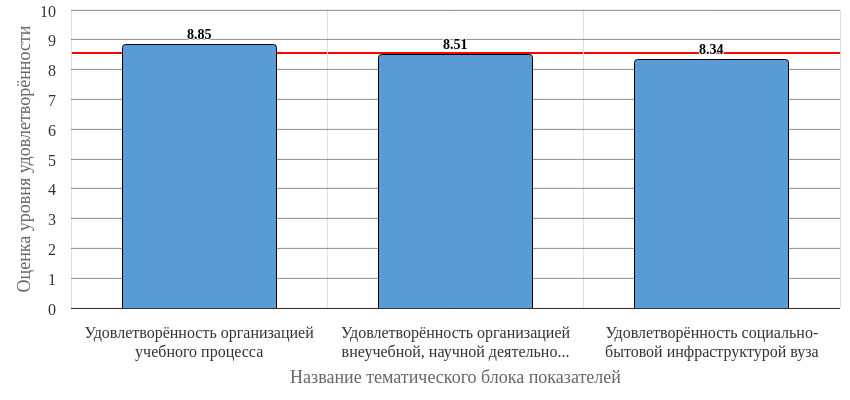 Оценка уровня удовлетворённости
10
9
8
7
6
5
4
3
2
1
0
8.85
8.51
8.34
Удовлетворённость организацией
учебного процесса
Удовлетворённость организацией
внеучебной, научной деятельно...
Удовлетворённость социально-
бытовой инфраструктурой вуза
Название тематического блока показателей